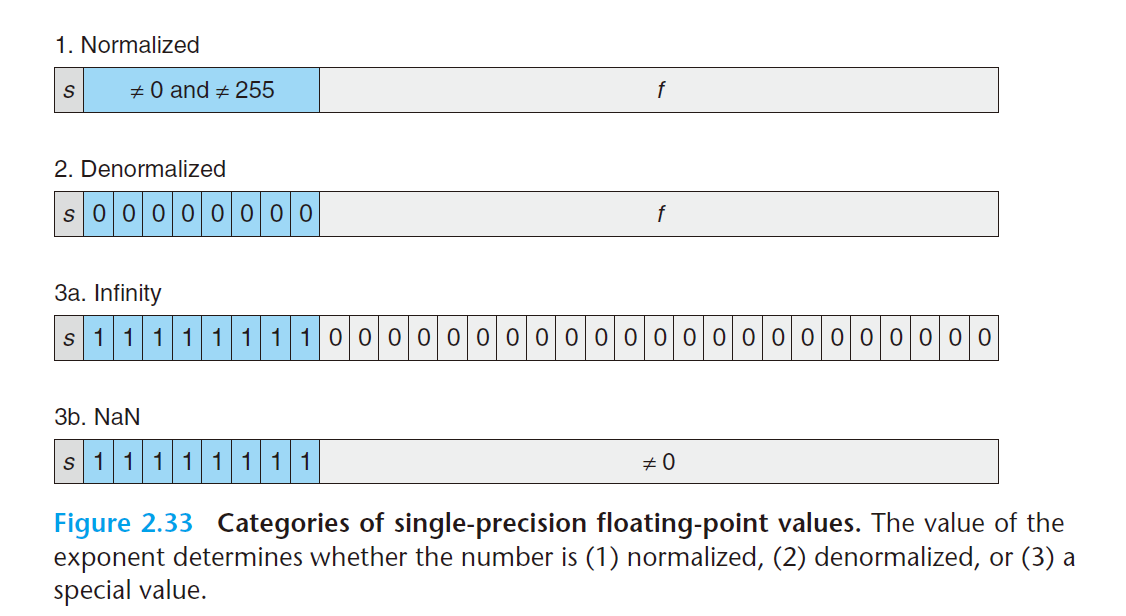 1. Normalized
s ≠ 0 and ≠ 255 f
2. Denormalized
s 0 0 0 0 0 0 0 0 f
3a. Infinity
s 1 1 1 1 1 1 1 1 0 0 0 0 0 0 0 0 0 0 0 0 0 0 0 0 0 0 0 0 0 0 0
3b. NaN
s 1 1 1 1 1 1 1 1 ≠ 0
Figure 2.33 Categories of single-precision floating-point values. The value of the
exponent determines whether the number is (1) normalized, (2) denormalized, or (3) a
special value.